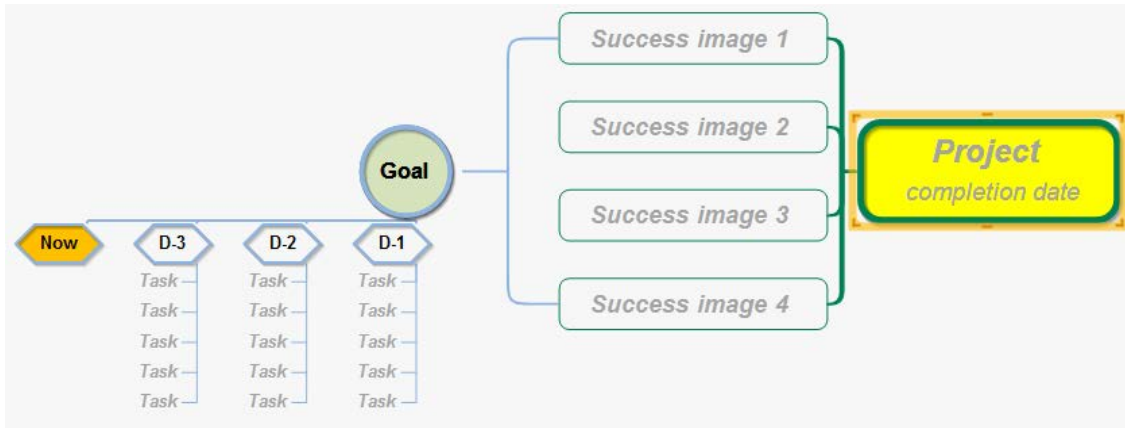 Success image 1
Success image 2
Project
completion date
Goal
Success image 3
Now
D-3
D-2
D-1
Task
Task
Task
Success image 4
Task
Task
Task
Task
Task
Task
Task
Task
Task
Task
Task
Task